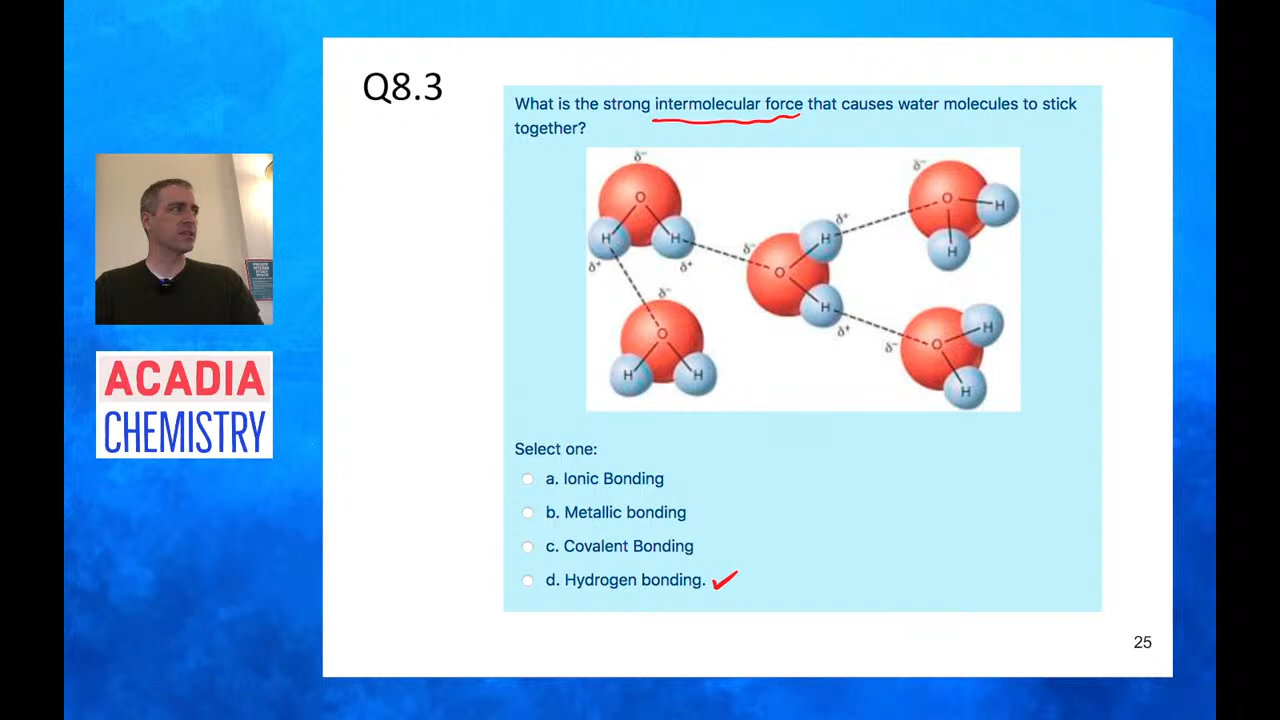 Q8.3
What is the strong intermolecular force that causes water molecules to stick
together?
δ⁻
O
H
H
δ⁺
δ⁺
δ⁻
O
H
H
δ⁻
O
H
H
δ⁺
δ⁺
δ⁻
O
H
H
δ⁻
O
H
H
ACADIA
CHEMISTRY
Select one:
a. Ionic Bonding
b. Metallic bonding
c. Covalent Bonding
d. Hydrogen bonding.
25